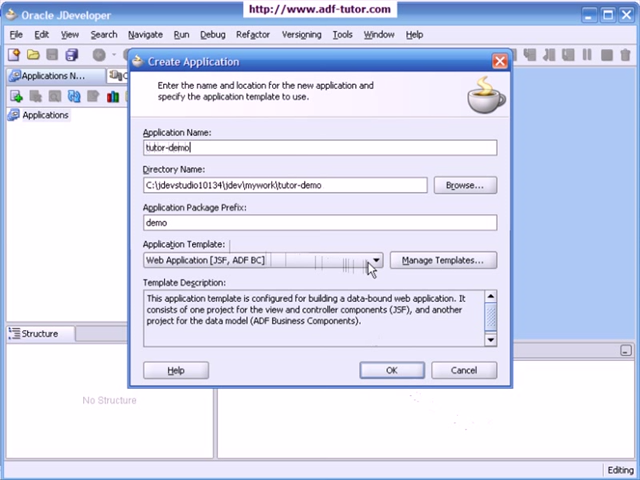 http://www.adf-tutor.com
Oracle JDeveloper
File Edit View Search Navigate Run Debug Refactor Versioning Tools Window Help
Applications N...
Applications
Create Application
Enter the name and location for the new application and
specify the application template to use.
Application Name:
tutor-demo
Directory Name:
C:\jdevstudio10134\jdev\mywork\tutor-demo
Browse...
Application Package Prefix:
demo
Application Template:
Web Application [JSF, ADF BC]
Manage Templates...
Template Description:
This application template is configured for building a data-bound web application. It
consists of one project for the view and controller components (JSF), and another
project for the data model (ADF Business Components).
Help
OK
Cancel
Structure
No Structure
Editing